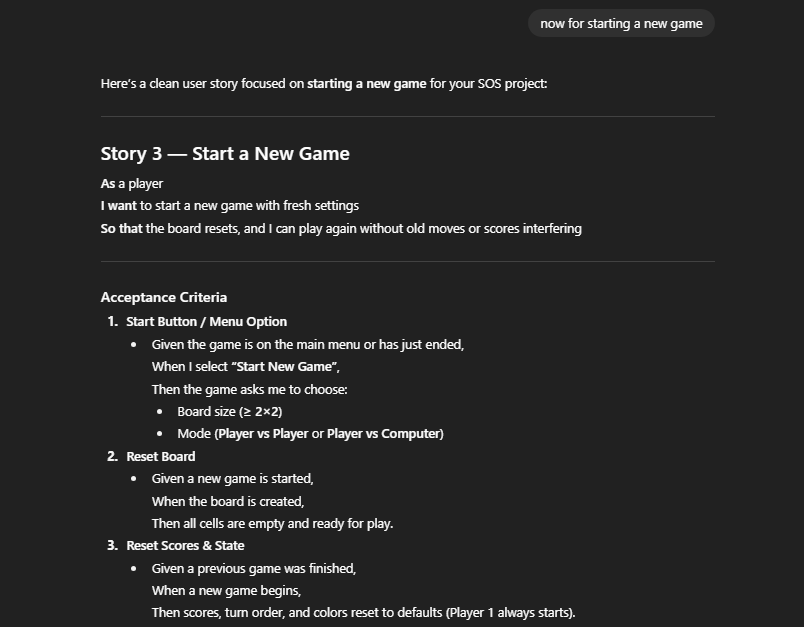 now for starting a new game
Here's a clean user story focused on starting a new game for your SOS project:
Story 3 — Start a New Game
As a player
I want to start a new game with fresh settings
So that the board resets, and I can play again without old moves or scores interfering
Acceptance Criteria
1. Start Button / Menu Option
• Given the game is on the main menu or has just ended,
When I select “Start New Game”,
Then the game asks me to choose:
• Board size (≥ 2×2)
• Mode (Player vs Player or Player vs Computer)
2. Reset Board
• Given a new game is started,
When the board is created,
Then all cells are empty and ready for play.
3. Reset Scores & State
• Given a previous game was finished,
When a new game begins,
Then scores, turn order, and colors reset to defaults (Player 1 always starts).